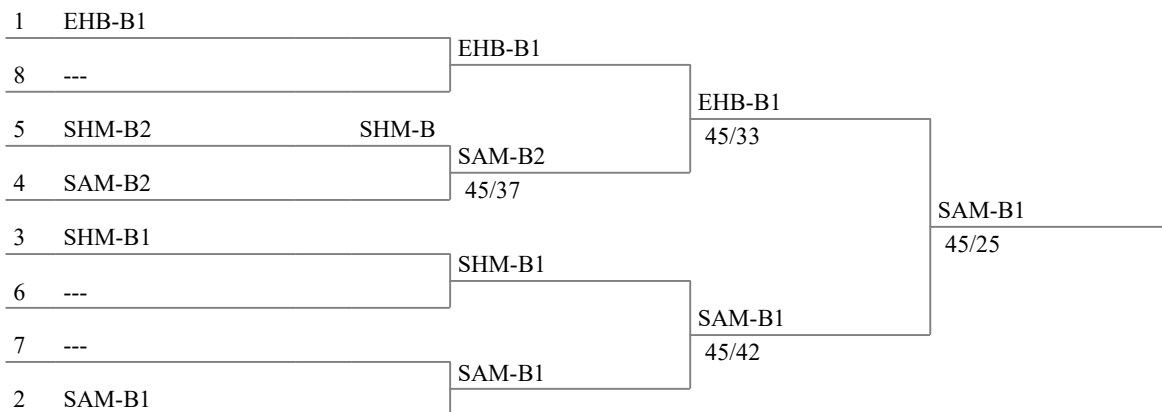 1 EHB-B1
EHB-B1
8 ---
EHB-B1
5 SHM-B2 SHM-B
45/33
SAM-B2
4 SAM-B2
45/37
SAM-B1
3 SHM-B1
45/25
SHM-B1
6 ---
SAM-B1
7 ---
45/42
SAM-B1
2 SAM-B1